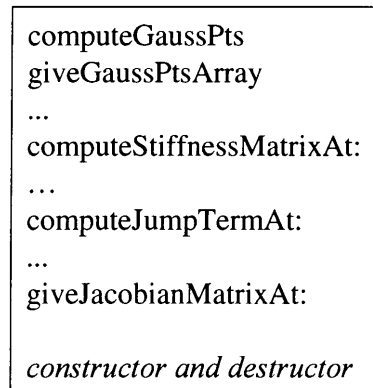 computeGaussPts
giveGaussPtsArray
...
computeStiffnessMatrixAt:
...
computeJumpTermAt:
...
giveJacobianMatrixAt:
constructor and destructor